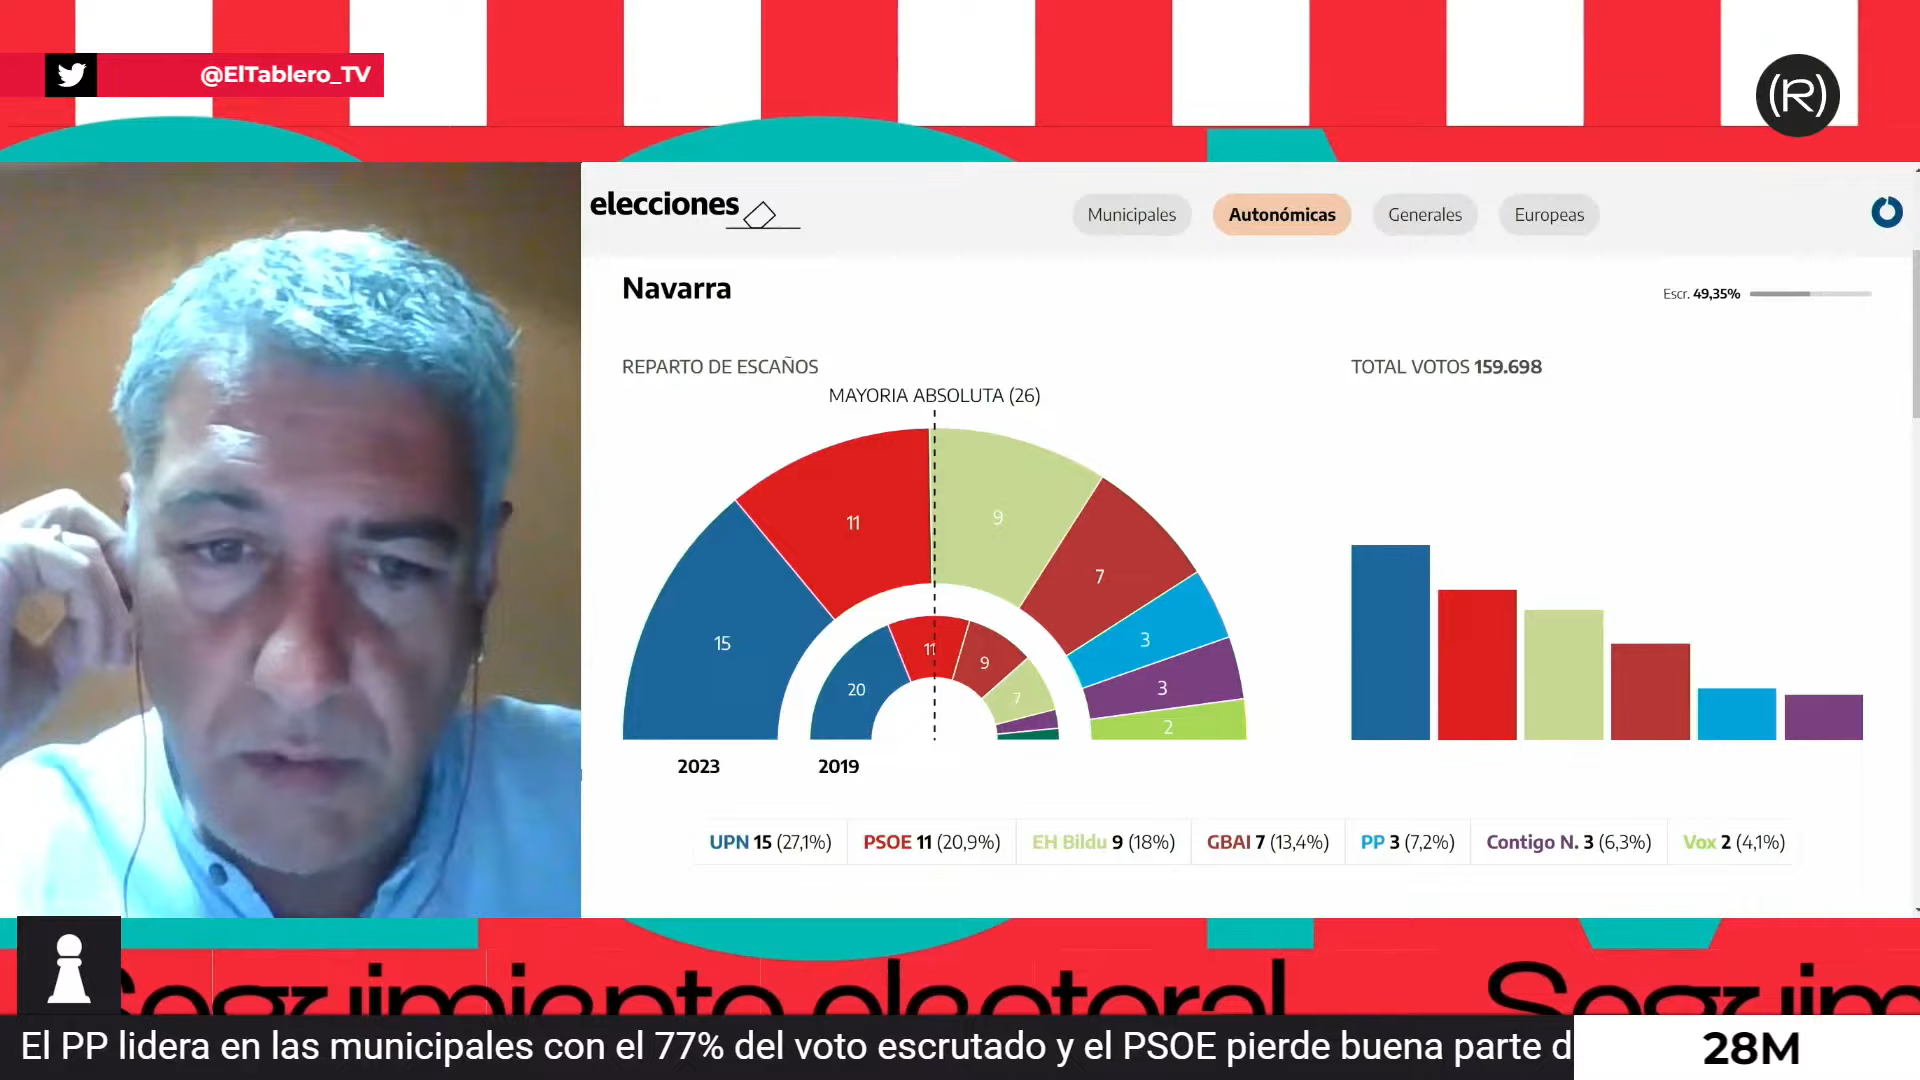 @ElTablero_TV
(R)
elecciones
Municipales
Autonómicas
Generales
Europeas
Navarra
Escr. 49,35%
REPARTO DE ESCAÑOS
TOTAL VOTOS 159.698
MAYORIA ABSOLUTA (26)
15
11
9
7
3
3
2
20
11
9
7
2023
2019
UPN 15 (27,1%)
PSOE 11 (20,9%)
EH Bildu 9 (18%)
GBAI 7 (13,4%)
PP 3 (7,2%)
Contigo N. 3 (6,3%)
Vox 2 (4,1%)
Seguimiento electoral
Seguim
El PP lidera en las municipales con el 77% del voto escrutado y el PSOE pierde buena parte d
28M